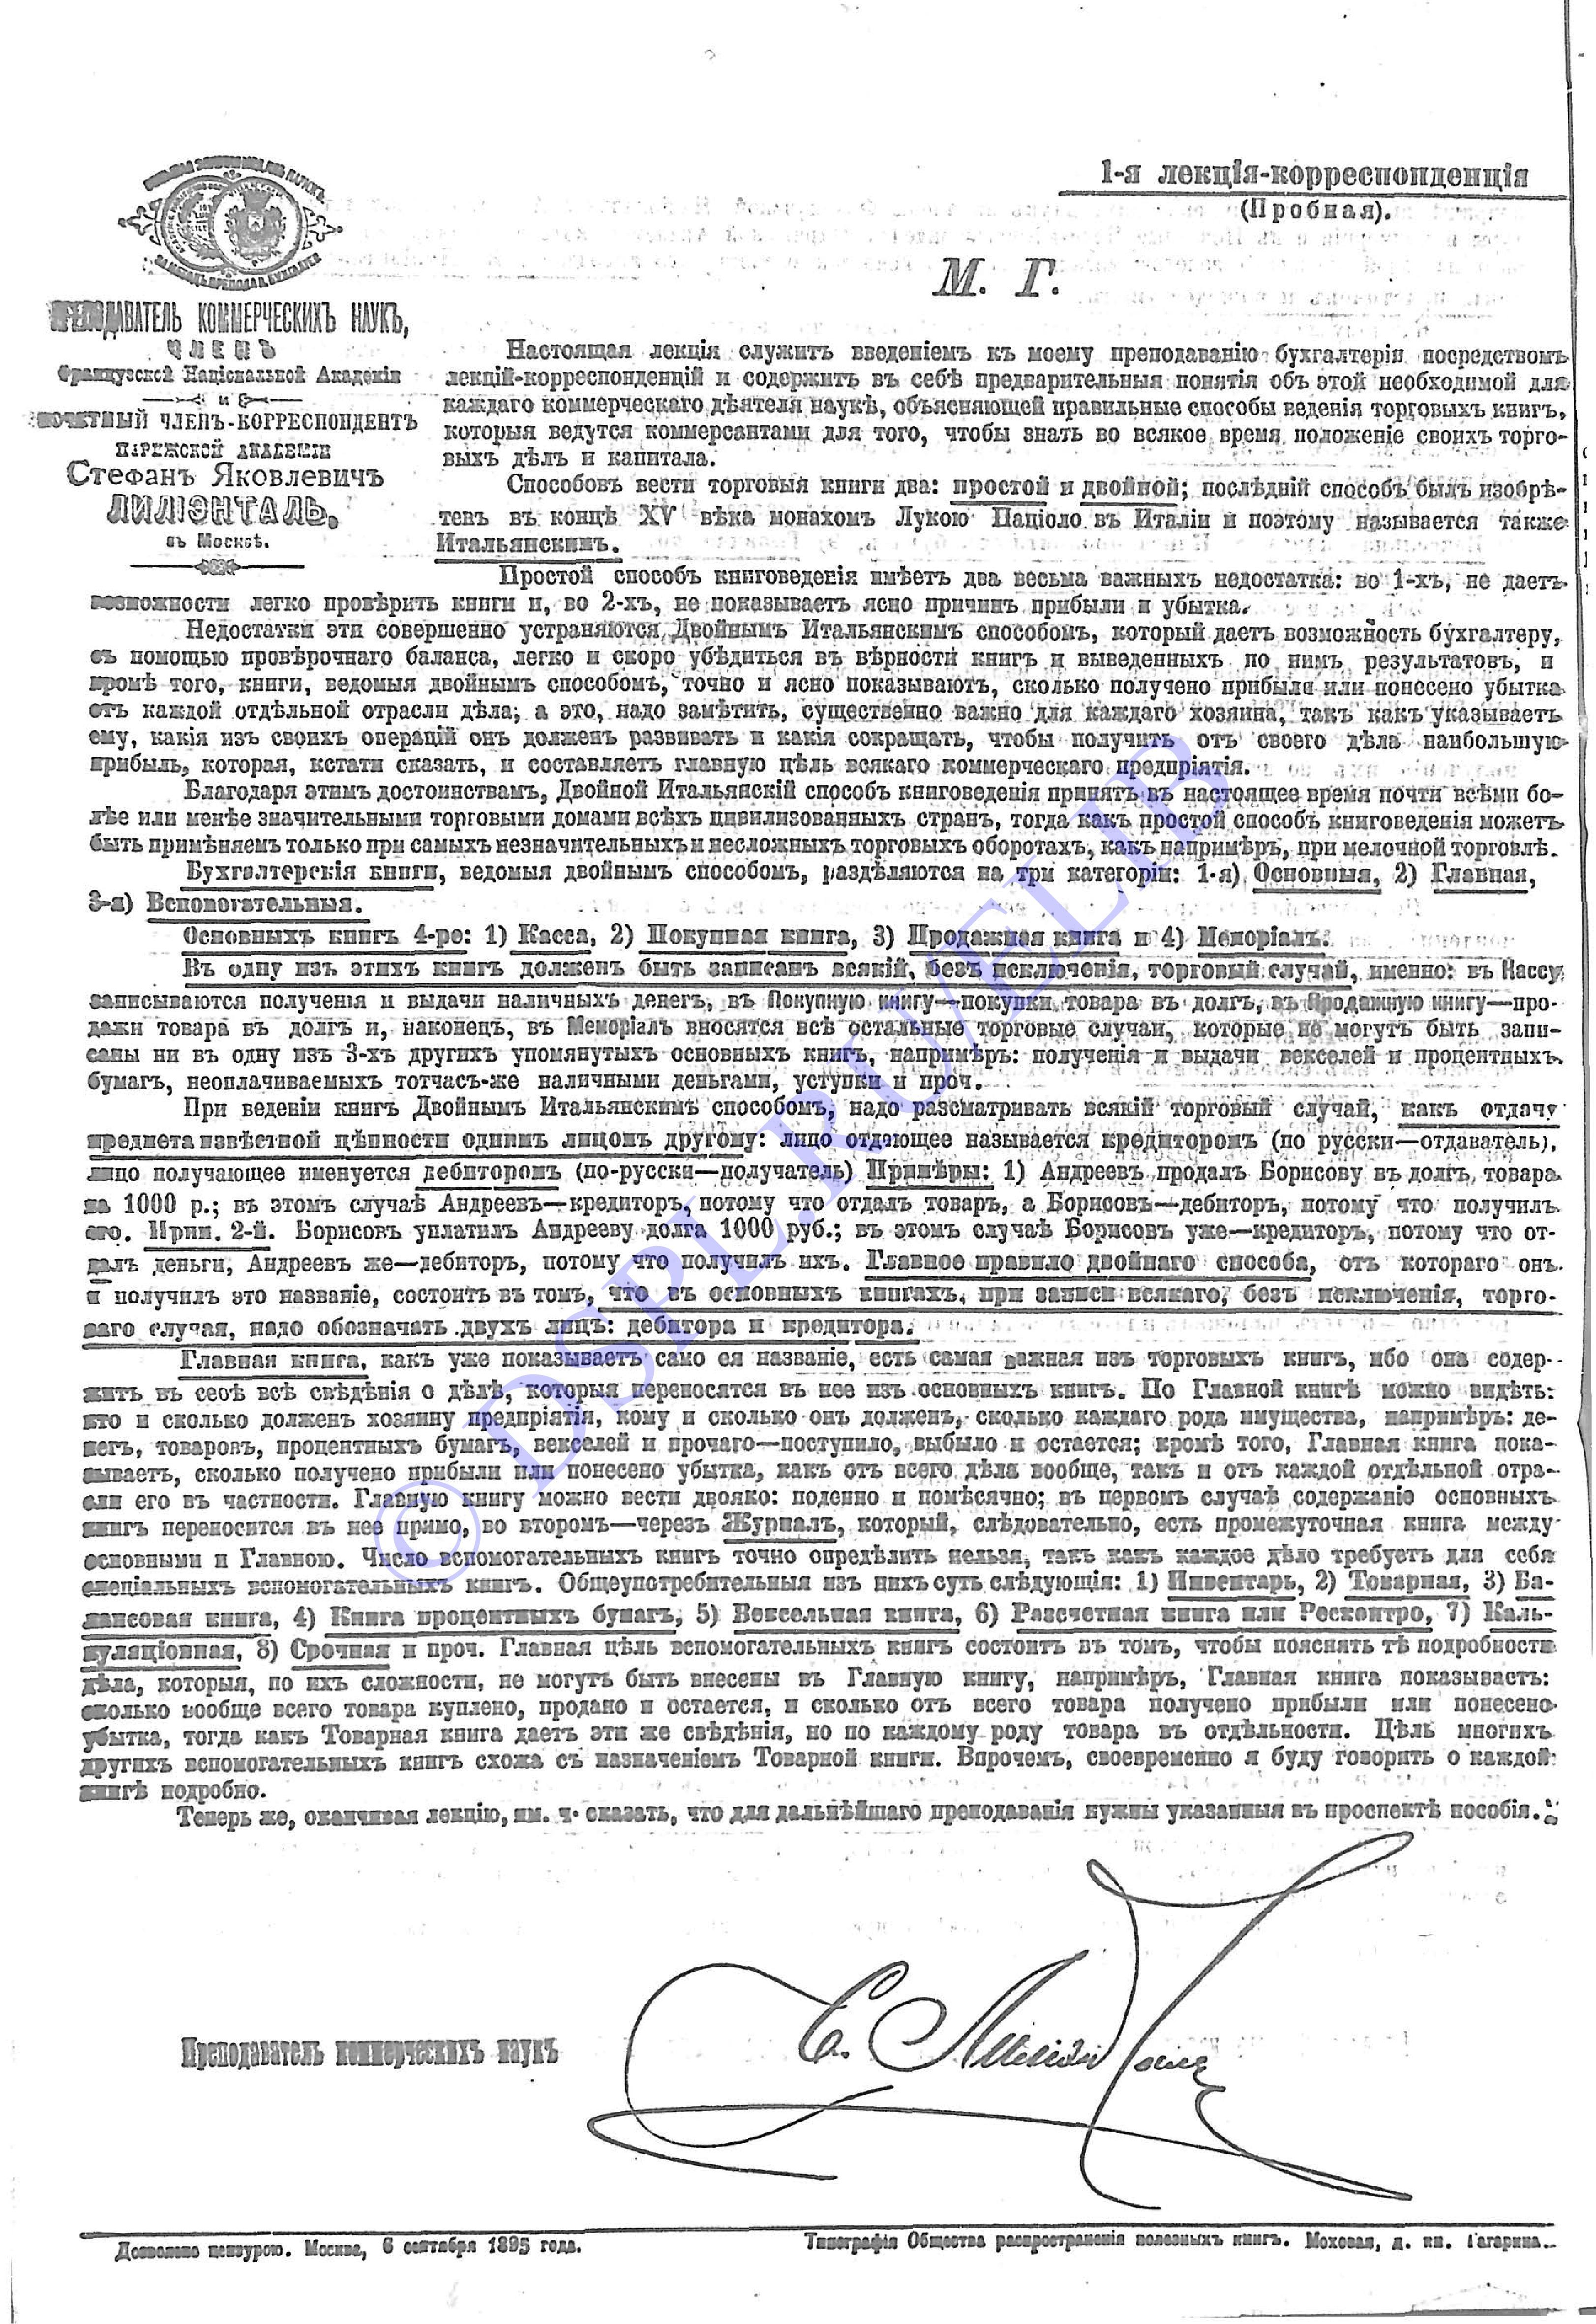 1-я лекція-корреспонденція
(Пробная).
М. Г.
ПРЕПОДАВАТЕЛЬ КОММЕРЧЕСКИХЪ НАУКЪ,
ЧЛЕНЪ
Французской Національной Академіи
и
ПОЧЕТНЫЙ ЧЛЕНЪ-КОРРЕСПОНДЕНТЪ
ПАРИЖСКОЙ АКАДЕМІИ
Стефанъ Яковлевичъ
ЛИЛІЭНТАЛЬ,
въ Москвѣ.
Настоящая лекція служитъ введеніемъ къ моему преподаванію бухгалтеріи посредствомъ
лекцій-корреспонденцій и содержитъ въ себѣ предварительныя понятія объ этой необходимой для
каждаго коммерческаго дѣятеля наукѣ, объясняющей правильные способы веденія торговыхъ книгъ,
которыя ведутся коммерсантами для того, чтобы знать во всякое время положеніе своихъ торго-
выхъ дѣлъ и капитала.
Способовъ вести торговыя книги два: простой и двойной; послѣдній способъ былъ изобрѣ-
тенъ въ концѣ XV вѣка монахомъ Лукою Паціоло въ Италіи и поэтому называется также
Итальянскимъ.
Простой способъ книговеденія имѣетъ два весьма важныхъ недостатка: во 1-хъ, не даетъ
возможности легко провѣрить книги и, во 2-хъ, не показываетъ ясно причинъ прибыли и убытка.
Недостатки эти совершенно устраняются Двойнымъ Итальянскимъ способомъ, который даетъ возможность бухгалтеру,
съ помощью провѣрочнаго баланса, легко и скоро убѣдиться въ вѣрности книгъ и выведенныхъ по нимъ результатовъ, и
кромѣ того, книги, ведомыя двойнымъ способомъ, точно и ясно показываютъ, сколько получено прибыли или понесено убытка
отъ каждой отдѣльной отрасли дѣла; а это, надо замѣтить, существенно важно для каждаго хозяина, такъ какъ указываетъ
ему, какія изъ своихъ операцій онъ долженъ развивать и какія сокращать, чтобы получить отъ своего дѣла наибольшую
прибыль, которая, кстати сказать, и составляетъ главную цѣль всякаго коммерческаго предпріятія.
Благодаря этимъ достоинствамъ, Двойной Итальянскій способъ книговеденія принятъ въ настоящее время почти всѣми бо-
лѣе или менѣе значительными торговыми домами всѣхъ цивилизованныхъ странъ, тогда какъ простой способъ книговеденія можетъ
быть примѣняемъ только при самыхъ незначительныхъ и несложныхъ торговыхъ оборотахъ, какъ напримѣръ, при мелочной торговлѣ.
Бухгалтерскія книги, ведомыя двойнымъ способомъ, раздѣляются на три категоріи: 1-я) Основныя, 2) Главная,
3-я) Вспомогательныя.
Основныхъ книгъ 4-ре: 1) Касса, 2) Покупная книга, 3) Продажная книга и 4) Меморіалъ.
Въ одну изъ этихъ книгъ долженъ быть записанъ всякій, безъ исключенія, торговый случай, именно: въ Кассу
записываются полученія и выдачи наличныхъ денегъ, въ Покупную книгу—покупки товара въ долгъ, въ Продажную книгу—про-
дажи товара въ долгъ и, наконецъ, въ Меморіалъ вносятся всѣ остальные торговые случаи, которые не могутъ быть запи-
саны ни въ одну изъ 3-хъ другихъ упомянутыхъ основныхъ книгъ, напримѣръ: полученія и выдачи векселей и процентныхъ
бумагъ, неоплачиваемыхъ тотчасъ-же наличными деньгами, уступки и проч.
При веденіи книгъ Двойнымъ Итальянскимъ способомъ, надо разсматривать всякій торговый случай, какъ отдачу
предмета извѣстной цѣнности однимъ лицомъ другому: лицо отдающее называется кредиторомъ (по русски—отдаватель),
лицо получающее именуется дебиторомъ (по-русски—получатель) Примѣры: 1) Андреевъ продалъ Борисову въ долгъ товара
на 1000 р.; въ этомъ случаѣ Андреевъ—кредиторъ, потому что отдалъ товаръ, а Борисовъ—дебиторъ, потому что получилъ
его. Прим. 2-й. Борисовъ уплатилъ Андрееву долга 1000 руб.; въ этомъ случаѣ Борисовъ уже—кредиторъ, потому что от-
далъ деньги, Андреевъ же—дебиторъ, потому что получилъ ихъ. Главное правило двойнаго способа, отъ котораго онъ
и получилъ это названіе, состоитъ въ томъ, что въ основныхъ книгахъ, при записи всякаго, безъ исключенія, торго-
ваго случая, надо обозначать двухъ лицъ: дебитора и кредитора.
Главная книга, какъ уже показываетъ само ея названіе, есть самая важная изъ торговыхъ книгъ, ибо она содер-
житъ въ себѣ всѣ свѣдѣнія о дѣлѣ, которыя переносятся въ нее изъ основныхъ книгъ. По Главной книгѣ можно видѣть:
кто и сколько долженъ хозяину предпріятія, кому и сколько онъ долженъ, сколько каждаго рода имущества, напримѣръ: де-
негъ, товаровъ, процентныхъ бумагъ, векселей и прочаго—поступило, выбыло и остается; кромѣ того, Главная книга пока-
зываетъ, сколько получено прибыли или понесено убытка, какъ отъ всего дѣла вообще, такъ и отъ каждой отдѣльной отра-
сли его въ частности. Главную книгу можно вести двояко: поденно и помѣсячно; въ первомъ случаѣ содержаніе основныхъ
книгъ переносится въ нее прямо, во второмъ—черезъ Журналъ, который, слѣдовательно, есть промежуточная книга между
основными и Главною. Число вспомогательныхъ книгъ точно опредѣлить нельзя, такъ какъ каждое дѣло требуетъ для себя
спеціальныхъ вспомогательныхъ книгъ. Общеупотребительныя изъ нихъ суть слѣдующія: 1) Инвентарь, 2) Товарная, 3) Ба-
лансовая книга, 4) Книга процентныхъ бумагъ, 5) Вексельная книга, 6) Разсчетная книга или Ресконтро, 7) Каль-
куляціонная, 8) Срочная и проч. Главная цѣль вспомогательныхъ книгъ состоитъ въ томъ, чтобы пояснять тѣ подробности
дѣла, которыя, по ихъ сложности, не могутъ быть внесены въ Главную книгу, напримѣръ, Главная книга показываетъ:
сколько вообще всего товара куплено, продано и остается, и сколько отъ всего товара получено прибыли или понесено
убытка, тогда какъ Товарная книга даетъ эти же свѣдѣнія, но по каждому роду товара въ отдѣльности. Цѣль многихъ
другихъ вспомогательныхъ книгъ схожа съ назначеніемъ Товарной книги. Впрочемъ, своевременно я буду говорить о каждой
книгѣ подробно.
Теперь же, оканчивая лекцію, им. ч. сказать, что для дальнѣйшаго преподаванія нужны указанныя въ проспектѣ пособія.
Преподаватель коммерческихъ наукъ
С. Лиліэнталь
Дозволено цензурою. Москва, 6 сентября 1895 года.
Типографія Общества распространенія полезныхъ книгъ. Моховая, д. кн. Гагарина.
© DSPL.RU/ELIB